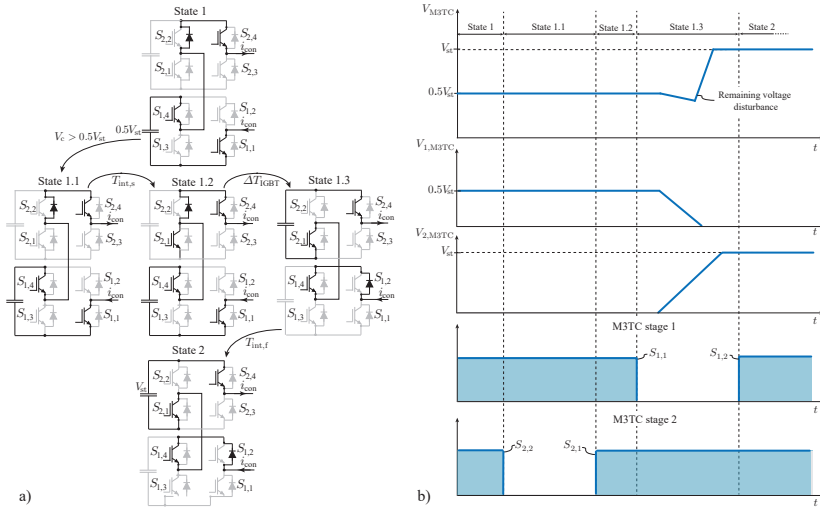 State 1
S2,2
S2,4
icon
S2,1
S2,3
S1,4
S1,2
0.5Vst
icon
S1,3
S1,1
Vc > 0.5Vst
State 1.1
Tint,s
State 1.2
ΔTIGBT
State 1.3
S2,2
S2,4
icon
S2,1
S2,3
S1,4
S1,2
icon
S1,3
S1,1
S2,2
S2,4
icon
S2,1
S2,3
S1,4
S1,2
icon
S1,3
S1,1
S2,2
S2,4
icon
S2,1
S2,3
S1,4
S1,2
icon
S1,3
S1,1
Tint,f
State 2
S2,2
S2,4
Vst
icon
S2,1
S2,3
S1,4
S1,2
icon
S1,3
S1,1
a)
VM3TC
State 1
State 1.1
State 1.2
State 1.3
State 2
Vst
0.5Vst
Remaining voltage
disturbance
t
V1,M3TC
0.5Vst
t
V2,M3TC
Vst
t
M3TC stage 1
S1,1
S1,2
t
M3TC stage 2
S2,2
S2,1
t
b)